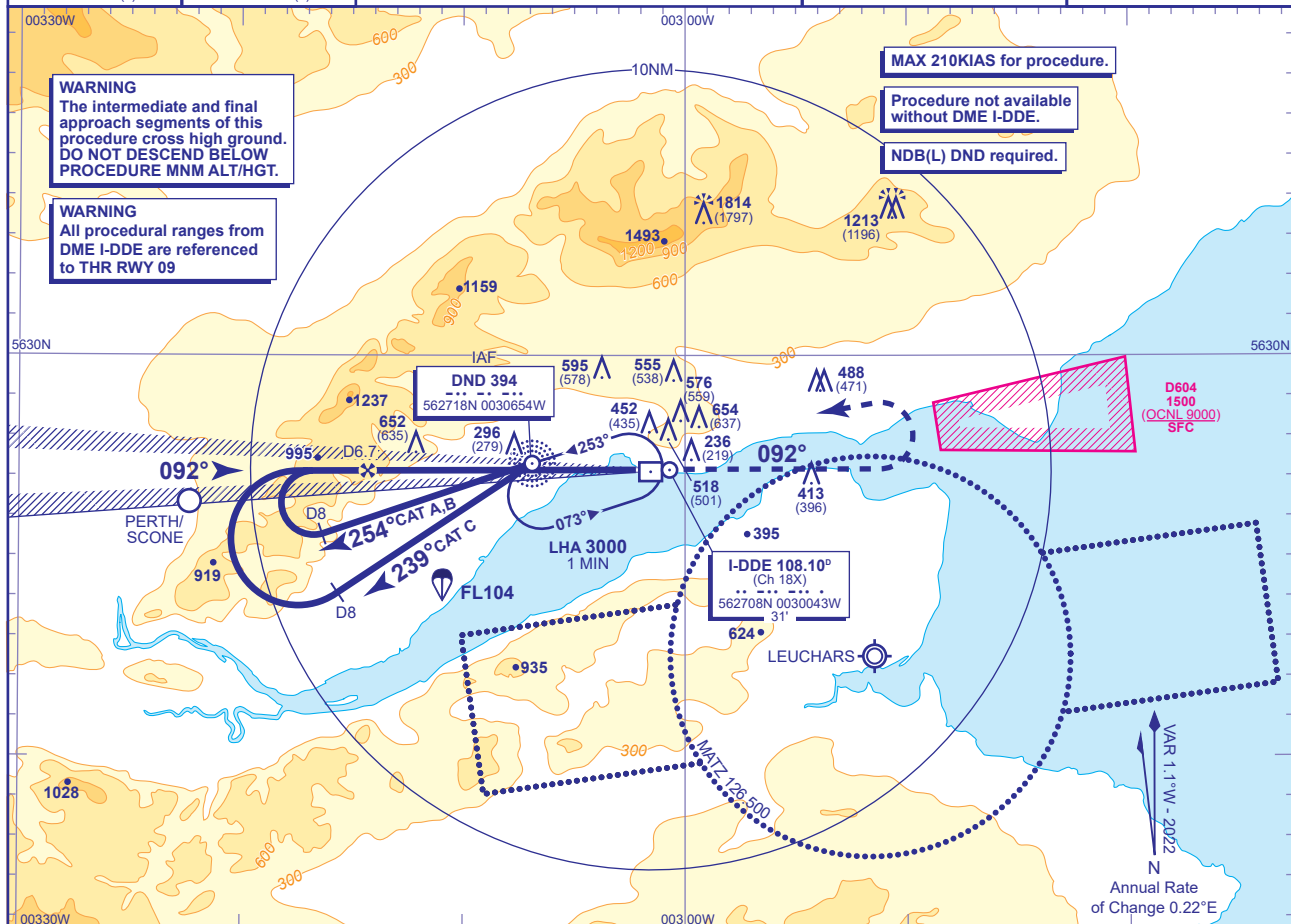 00330W
003 00W
600
300
10NM
WARNING
The intermediate and final
approach segments of this
procedure cross high ground.
DO NOT DESCEND BELOW
PROCEDURE MNM ALT/HGT.
MAX 210KIAS for procedure.
Procedure not available
without DME I-DDE.
NDB(L) DND required.
WARNING
All procedural ranges from
DME I-DDE are referenced
to THR RWY 09
1814
(1797)
1213
(1196)
1493
1200
900
600
1159
900
5630N
5630N
IAF
DND 394
562718N 0030654W
595
(578)
555
(538)
300
488
(471)
576
(559)
654
(637)
452
(435)
236
(219)
518
(501)
D604
1500
(OCNL 9000)
SFC
1237
652
(635)
296
(279)
995
D6.7
253°
092°
092°
413
(396)
PERTH/
SCONE
D8
254° CAT A,B
073°
239° CAT C
LHA 3000
1 MIN
395
919
D8
FL104
I-DDE 108.10ᴰ
(Ch 18X)
562708N 0030043W
31'
624
LEUCHARS
935
300
MATZ 126.500
VAR 1.1°W - 2022
1028
600
300
N
Annual Rate
of Change 0.22°E
00330W
003 00W